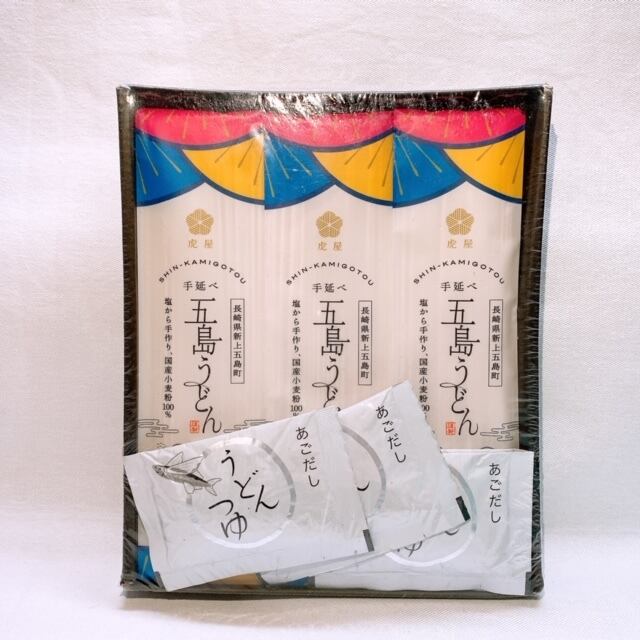 虎屋
SHIN-KAMIGOTOU
手延べ
五島うどん
長崎県新上五島町
塩から手作り、国産小麦粉100%
虎屋
SHIN-KAMIGOTOU
手延べ
五島うどん
長崎県新上五島町
塩から手作り、国産小麦粉100%
虎屋
SHIN-KAMIGOTOU
手延べ
五島うどん
長崎県新上五島町
塩から手作り、国産小麦粉100%
あごだし
うどん
つゆ
あごだし
あごだし
ゆ